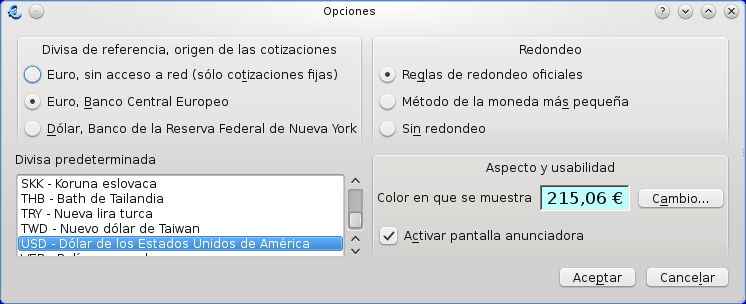 Opciones
Divisa de referencia, origen de las cotizaciones
Euro, sin acceso a red (sólo cotizaciones fijas)
Euro, Banco Central Europeo
Dólar, Banco de la Reserva Federal de Nueva York
Redondeo
Reglas de redondeo oficiales
Método de la moneda más pequeña
Sin redondeo
Divisa predeterminada
SKK - Koruna eslovaca
THB - Bath de Tailandia
TRY - Nueva lira turca
TWD - Nuevo dólar de Taiwan
USD - Dólar de los Estados Unidos de América
Aspecto y usabilidad
Color en que se muestra 215,06 € Cambio...
Activar pantalla anunciadora
Aceptar Cancelar